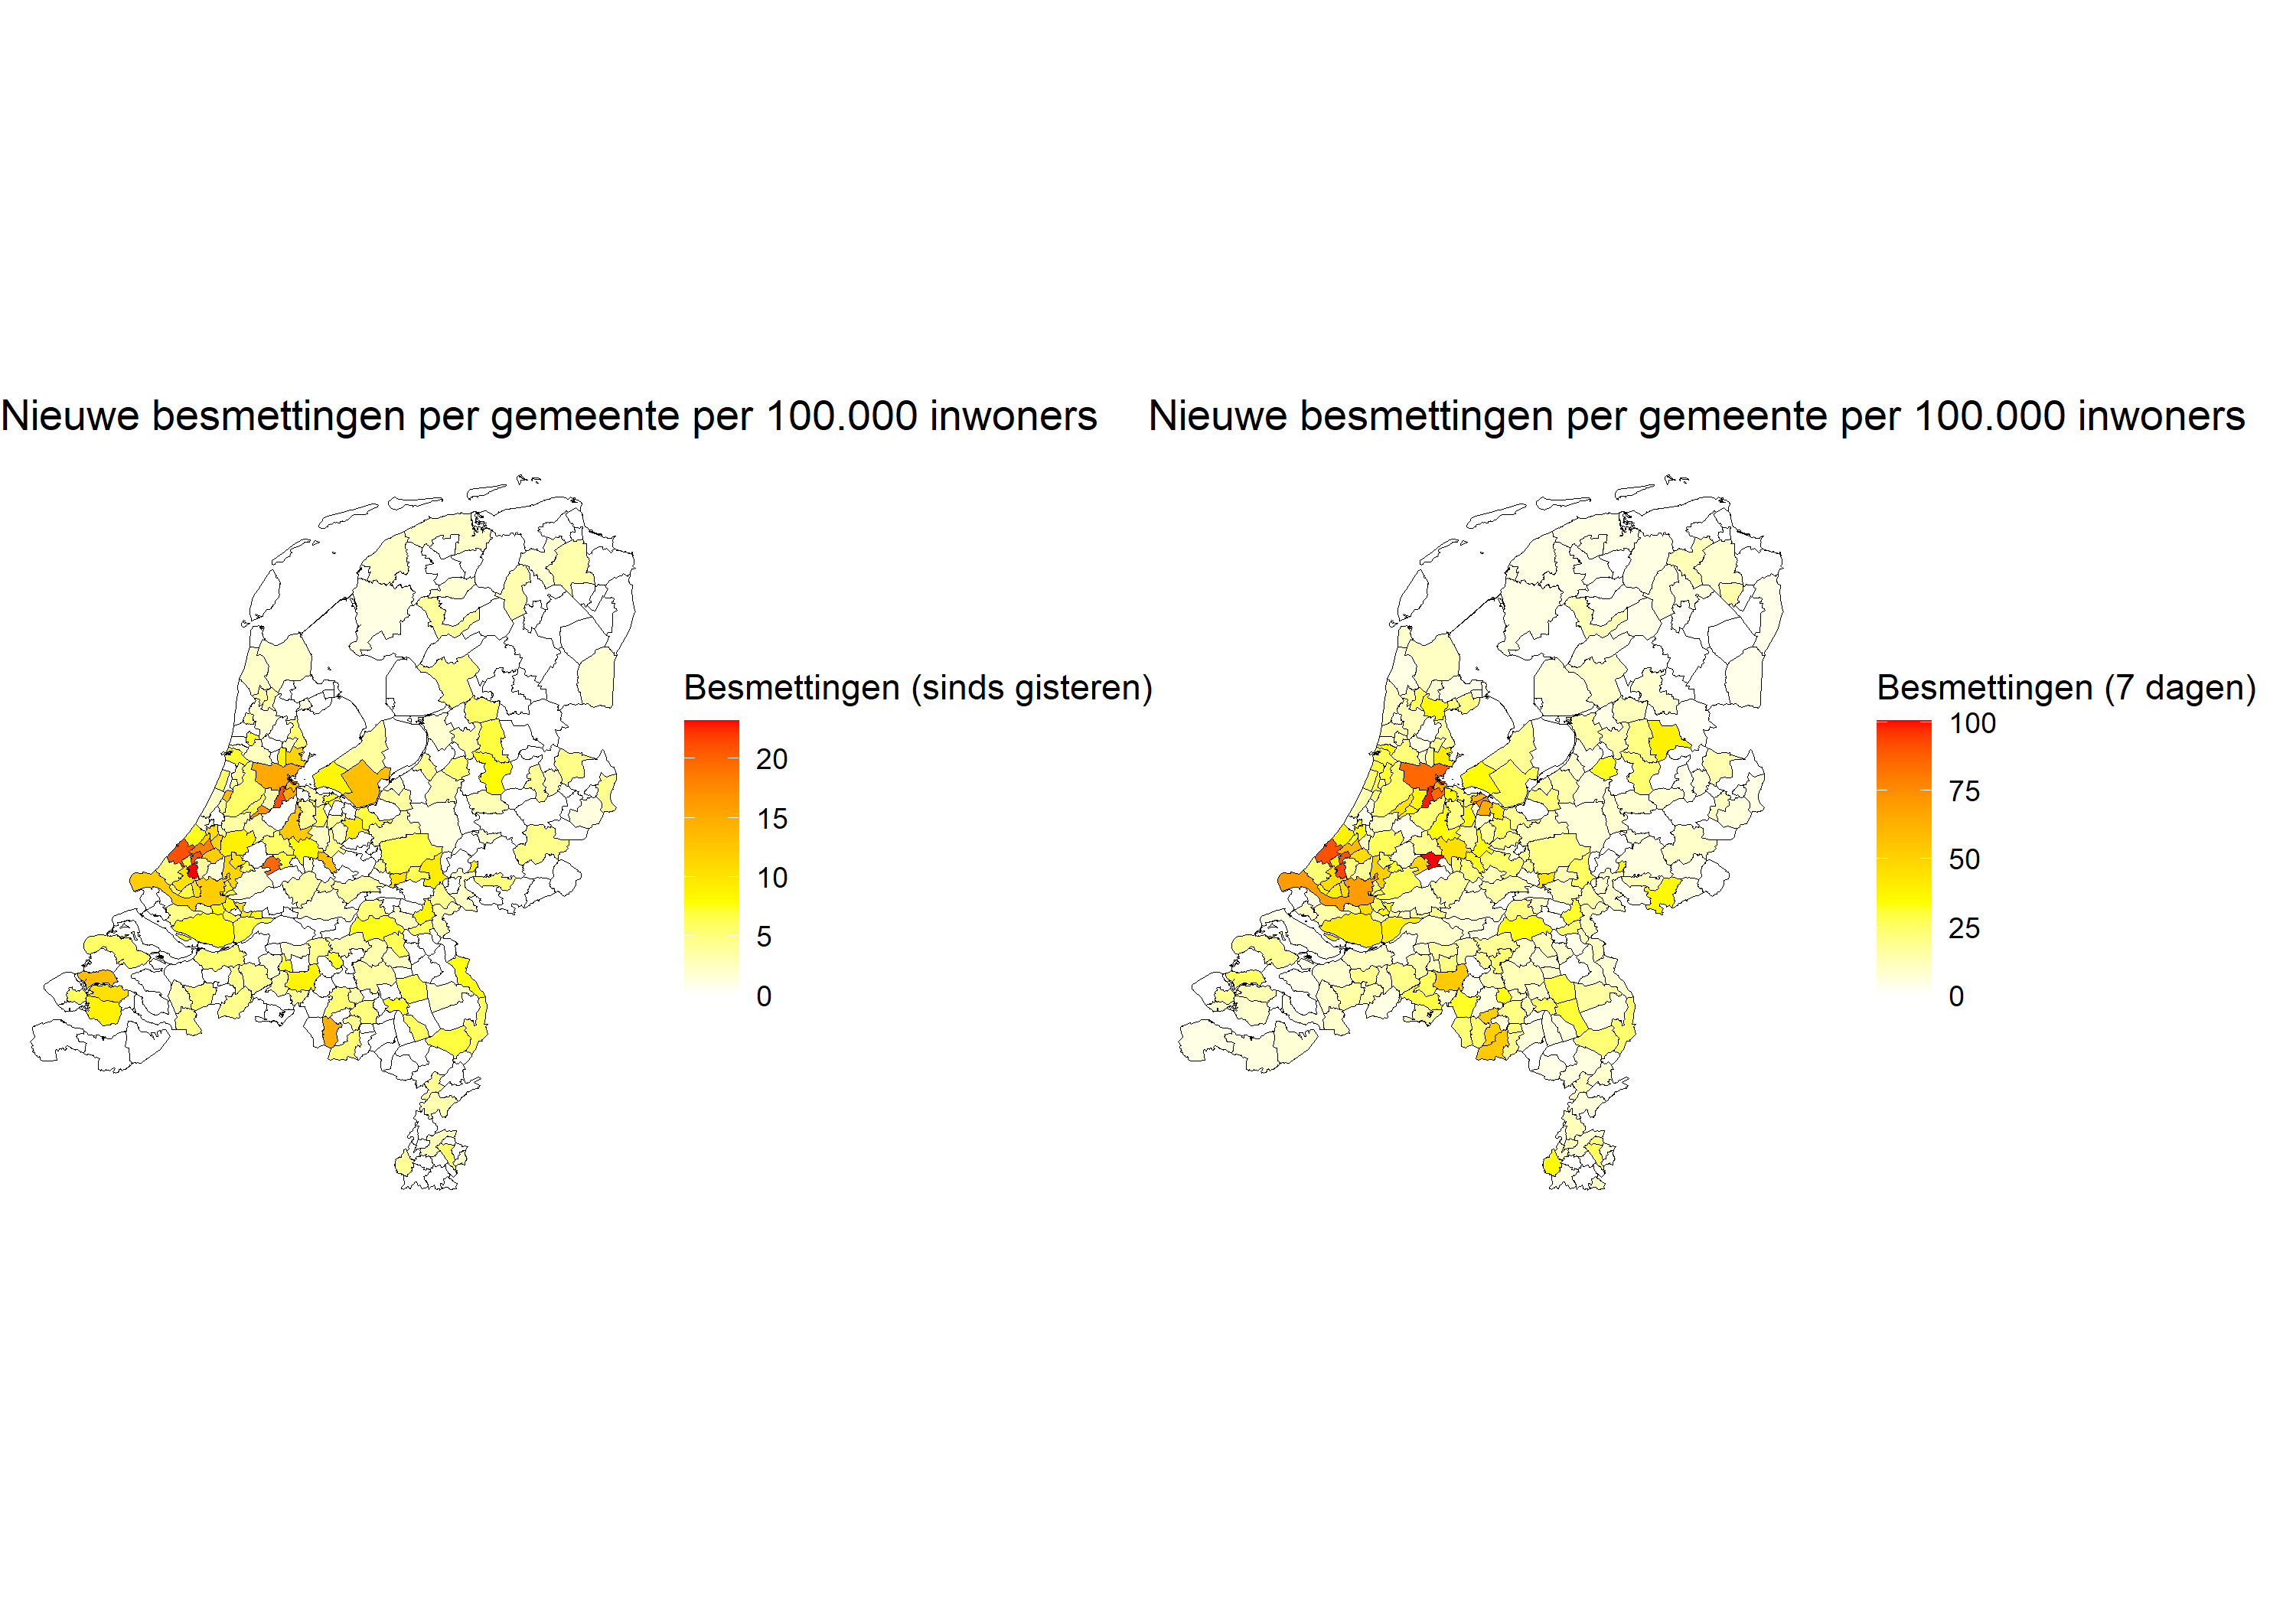 Nieuwe besmettingen per gemeente per 100.000 inwoners
Besmettingen (sinds gisteren)
20
15
10
5
0
Nieuwe besmettingen per gemeente per 100.000 inwoners
Besmettingen (7 dagen)
100
75
50
25
0